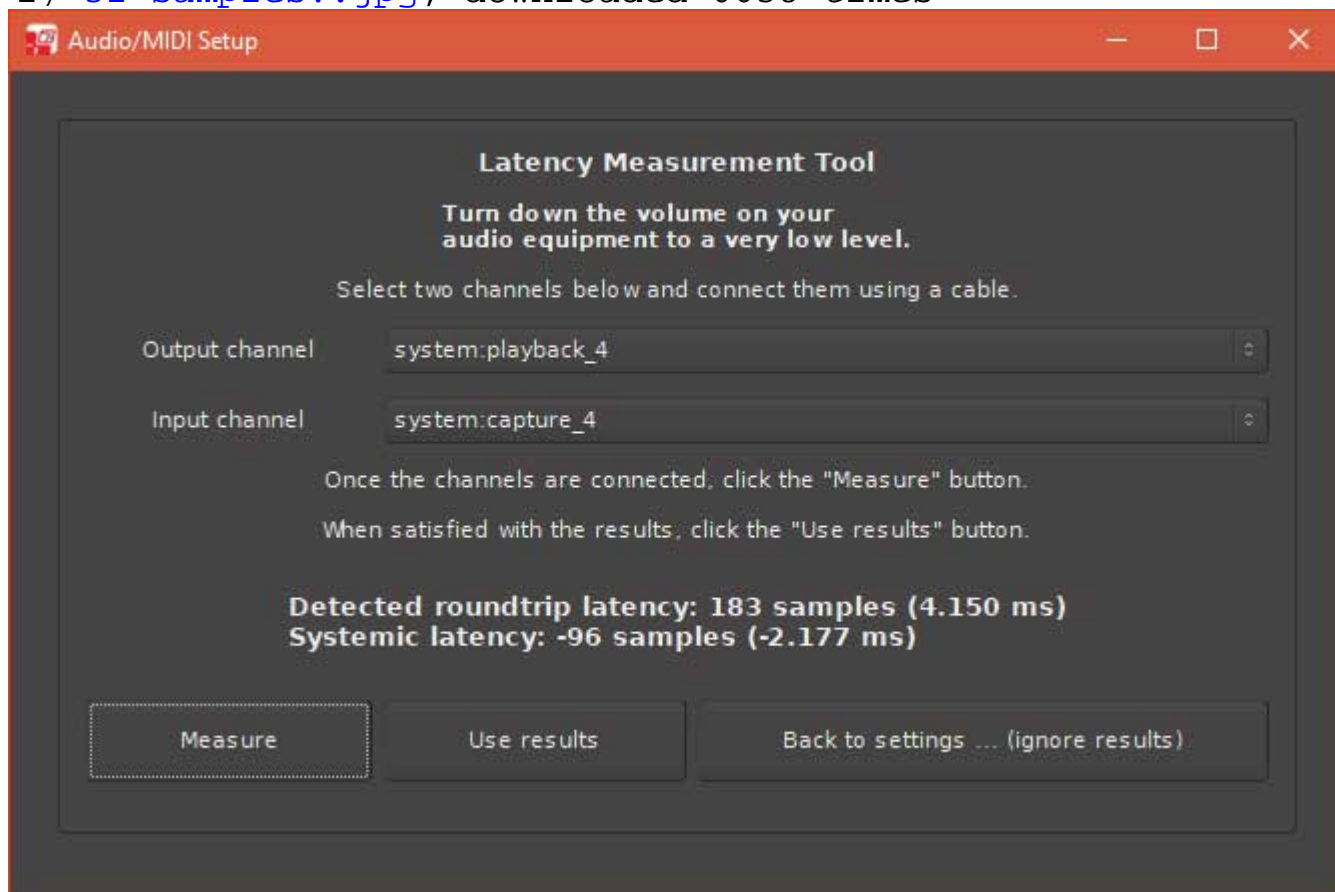 Audio/MIDI Setup
Latency Measurement Tool
Turn down the volume on your
audio equipment to a very low level.
Select two channels below and connect them using a cable.
Output channel system:playback_4
Input channel system:capture_4
Once the channels are connected, click the "Measure" button.
When satisfied with the results, click the "Use results" button.
Detected roundtrip latency: 183 samples (4.150 ms)
Systemic latency: -96 samples (-2.177 ms)
Measure Use results Back to settings ... (ignore results)